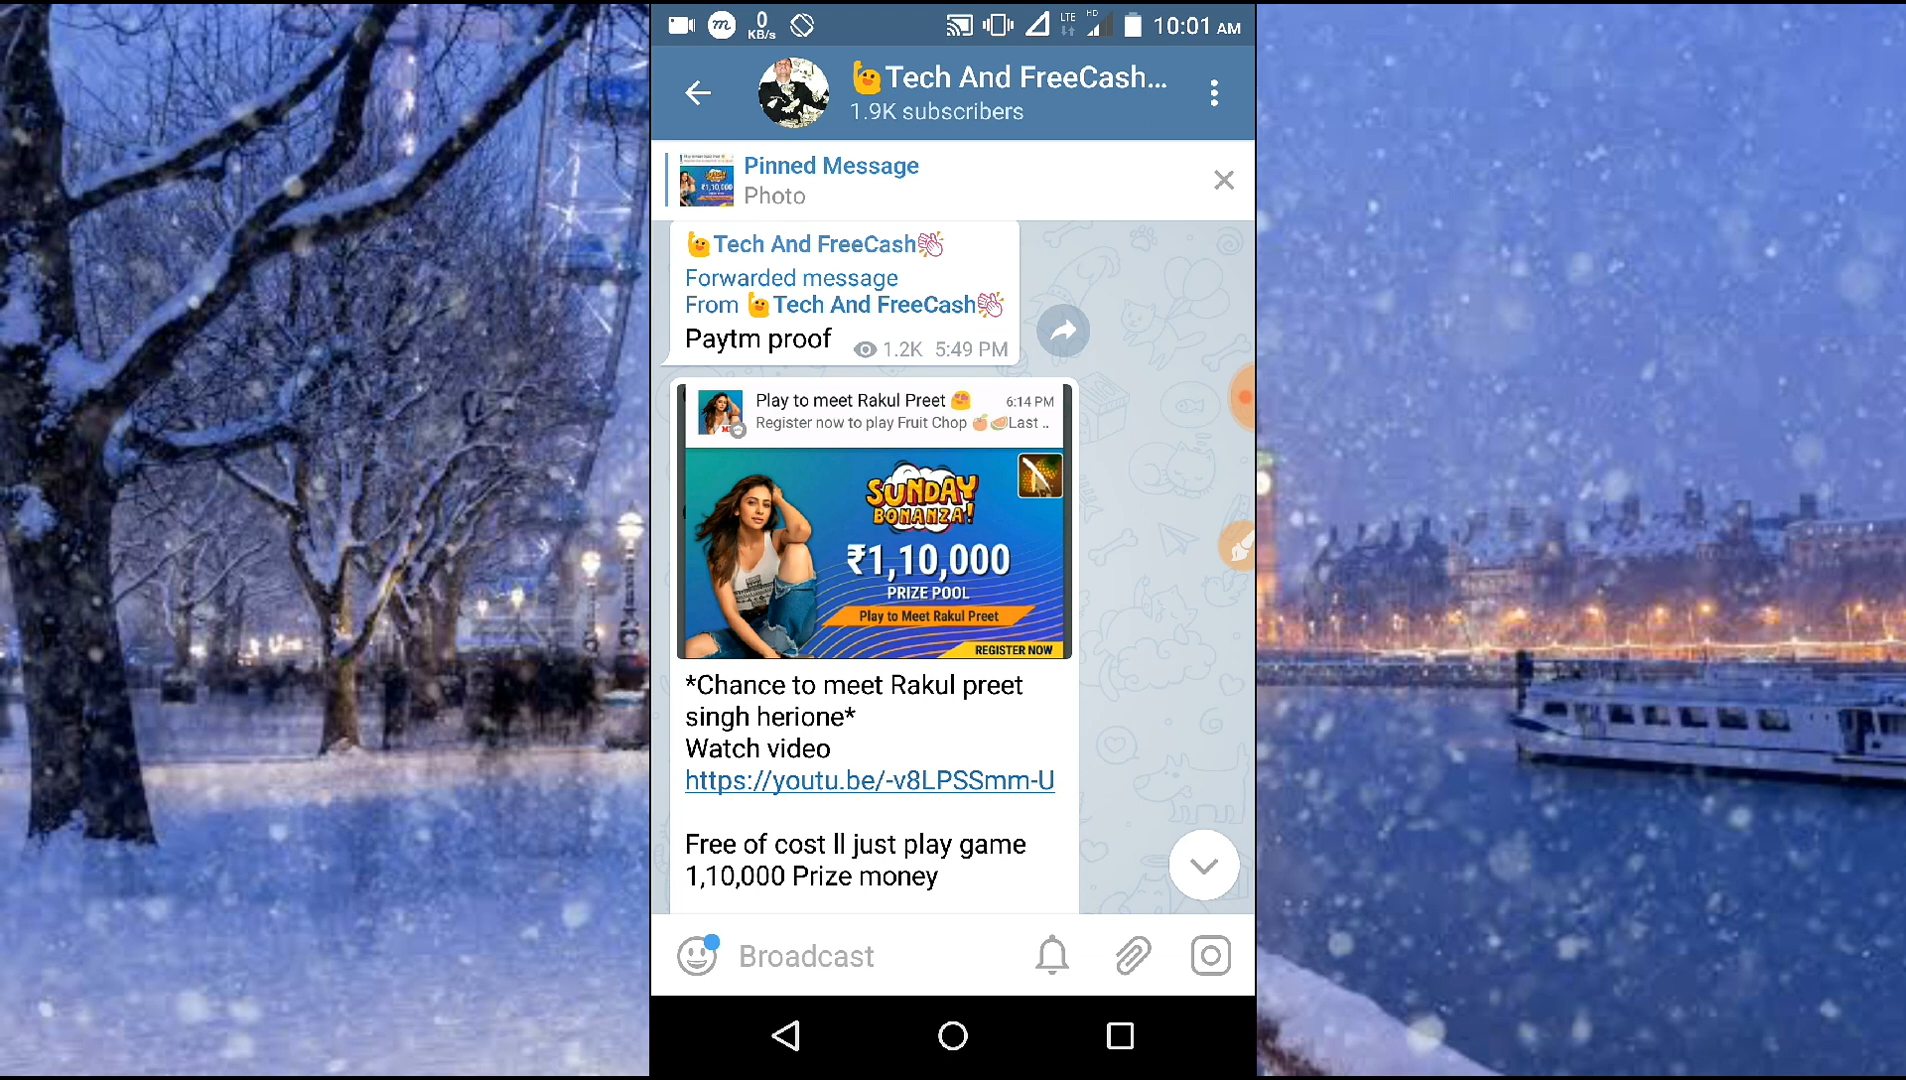 0 KB/s LTE HD 10:01 AM
🙋Tech And FreeCash...
1.9K subscribers
Pinned Message
Photo
🙋Tech And FreeCash👏
Forwarded message
From 🙋Tech And FreeCash👏
Paytm proof 1.2K 5:49 PM
Play to meet Rakul Preet 😍 6:14 PM
Register now to play Fruit Chop 🍊🍉Last ..
SUNDAY
BONANZA!
₹1,10,000
PRIZE POOL
Play to Meet Rakul Preet
REGISTER NOW
*Chance to meet Rakul preet
singh herione*
Watch video
https://youtu.be/-v8LPSSmm-U
Free of cost ll just play game
1,10,000 Prize money
Broadcast